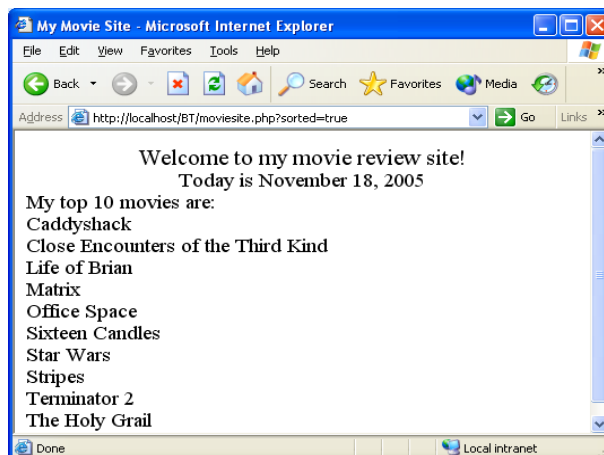 My Movie Site - Microsoft Internet Explorer
File Edit View Favorites Tools Help
Back Search Favorites Media »
Address http://localhost/BT/moviesite.php?sorted=true Go Links »
Welcome to my movie review site!
Today is November 18, 2005
My top 10 movies are:
Caddyshack
Close Encounters of the Third Kind
Life of Brian
Matrix
Office Space
Sixteen Candles
Star Wars
Stripes
Terminator 2
The Holy Grail
Done Local intranet